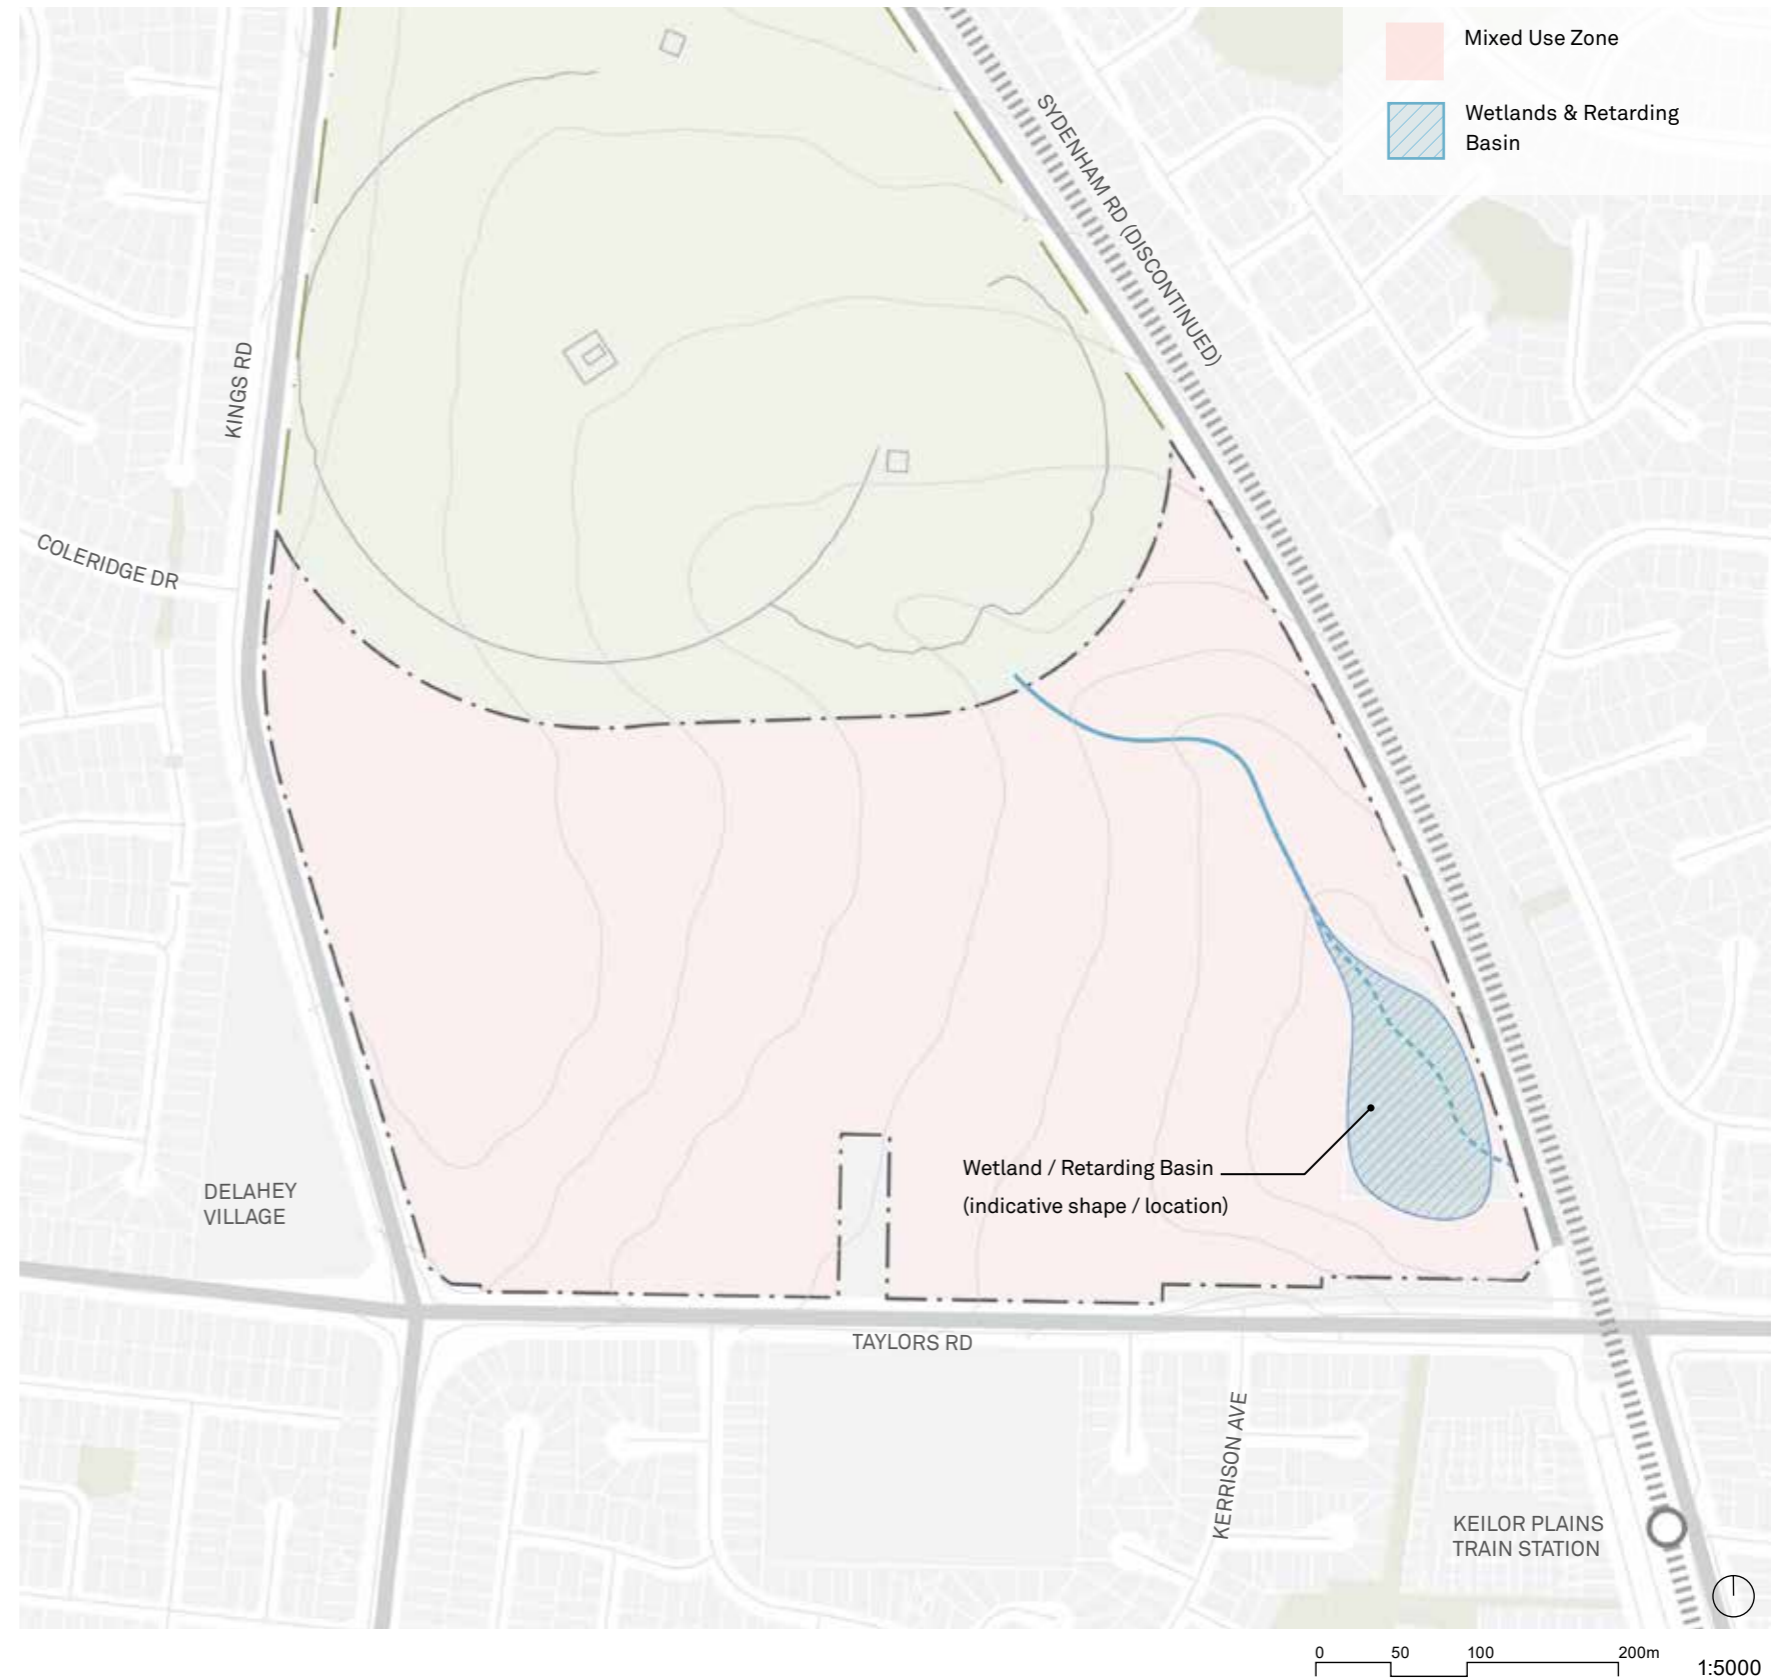 Mixed Use Zone
Wetlands & Retarding
Basin
SYDENHAM RD (DISCONTINUED)
KINGS RD
COLERIDGE DR
Wetland / Retarding Basin
(indicative shape / location)
DELAHEY
VILLAGE
TAYLORS RD
KERRISON AVE
KEILOR PLAINS
TRAIN STATION
0 50 100 200m 1:5000